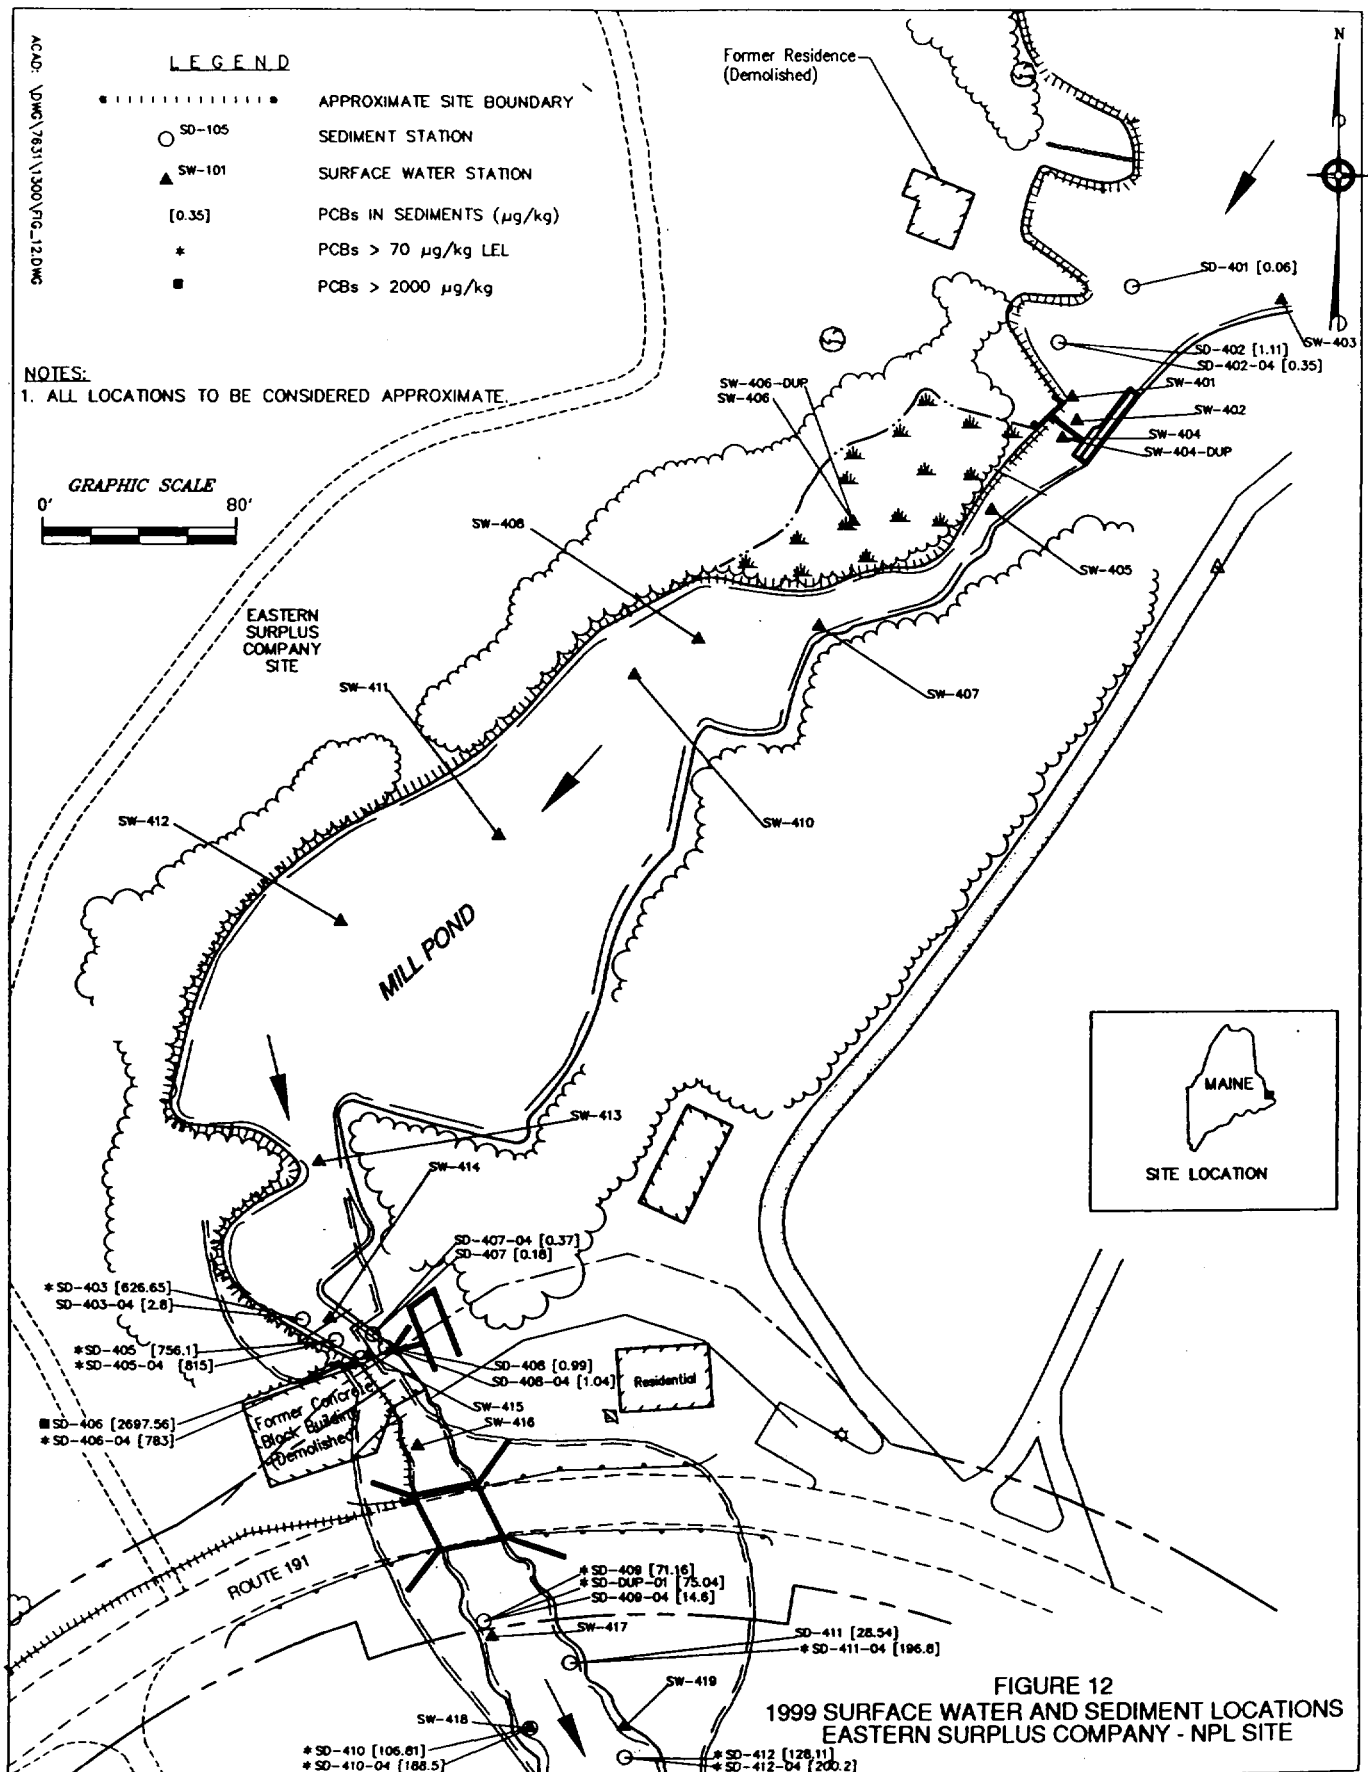 ACAD: \DWG\7631\1300\FIG_12.DWG
LEGEND
APPROXIMATE SITE BOUNDARY
SD-105
SEDIMENT STATION
SW-101
SURFACE WATER STATION
[0.35]
PCBs IN SEDIMENTS (µg/kg)
*
PCBs > 70 µg/kg LEL
PCBs > 2000 µg/kg
NOTES:
1. ALL LOCATIONS TO BE CONSIDERED APPROXIMATE.
GRAPHIC SCALE
0'
80'
Former Residence
(Demolished)
N
SD-401 [0.06]
SW-403
SD-402 [1.11]
SD-402-04 [0.35]
SW-401
SW-402
SW-404
SW-404-DUP
SW-406-DUP
SW-406
SW-408
SW-405
EASTERN
SURPLUS
COMPANY
SITE
SW-411
SW-407
SW-412
SW-410
MILL POND
MAINE
SITE LOCATION
SW-413
SW-414
SD-407-04 [0.37]
SD-407 [0.18]
* SD-403 [626.65]
SD-403-04 [2.8]
* SD-405 [756.1]
* SD-405-04 [815]
SD-408 [0.99]
SD-408-04 [1.04]
Residential
SW-415
SW-416
■ SD-406 [2697.56]
* SD-406-04 [783]
Former Concrete
Block Building
(Demolished)
ROUTE 191
* SD-409 [71.16]
* SD-DUP-01 [75.04]
SD-409-04 [14.6]
SW-417
SD-411 [28.54]
* SD-411-04 [196.8]
SW-419
SW-418
* SD-410 [106.81]
* SD-410-04 [188.5]
* SD-412 [128.11]
* SD-412-04 [200.2]
FIGURE 12
1999 SURFACE WATER AND SEDIMENT LOCATIONS
EASTERN SURPLUS COMPANY - NPL SITE